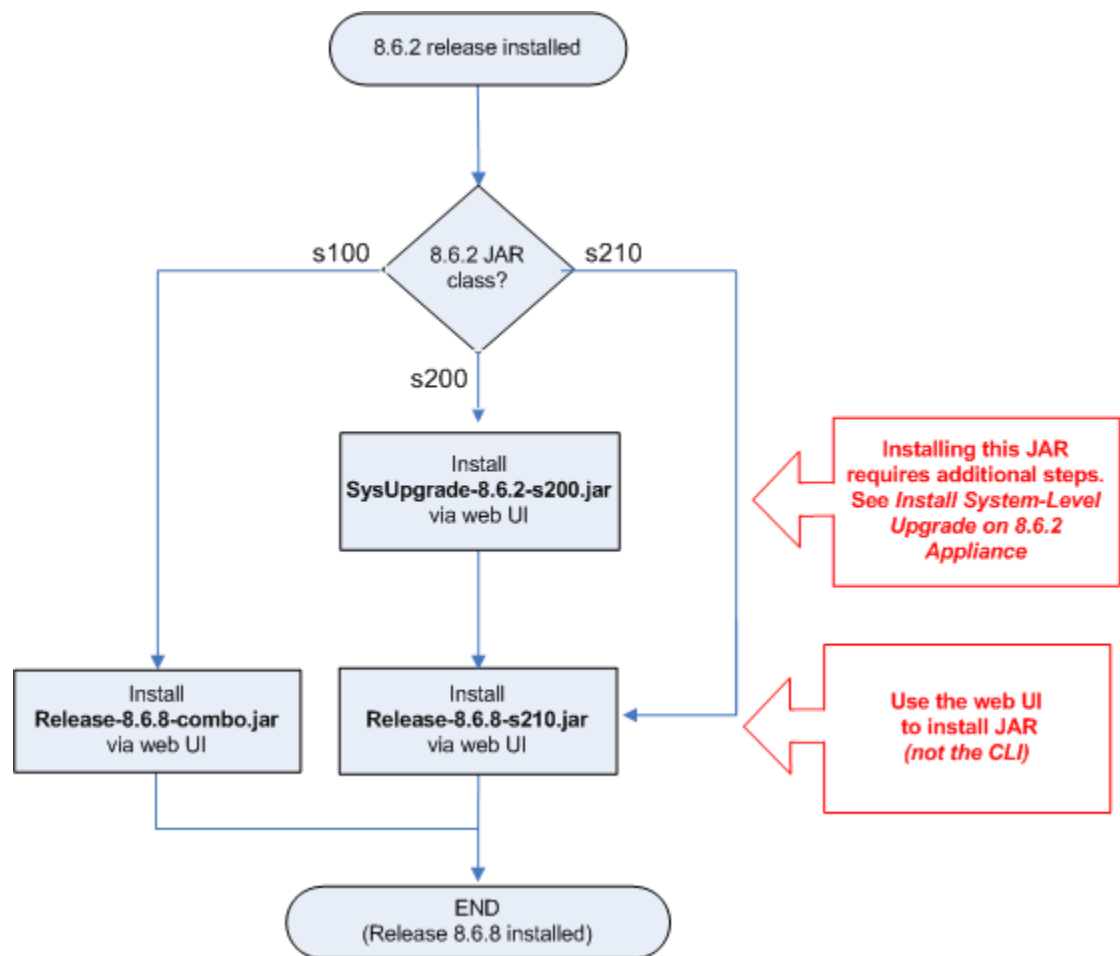 8.6.2 release installed
8.6.2 JAR
class?
s100
s210
s200
Install
SysUpgrade-8.6.2-s200.jar
via web UI
Installing this JAR
requires additional steps.
See Install System-Level
Upgrade on 8.6.2
Appliance
Install
Release-8.6.8-combo.jar
via web UI
Install
Release-8.6.8-s210.jar
via web UI
Use the web UI
to install JAR
(not the CLI)
END
(Release 8.6.8 installed)